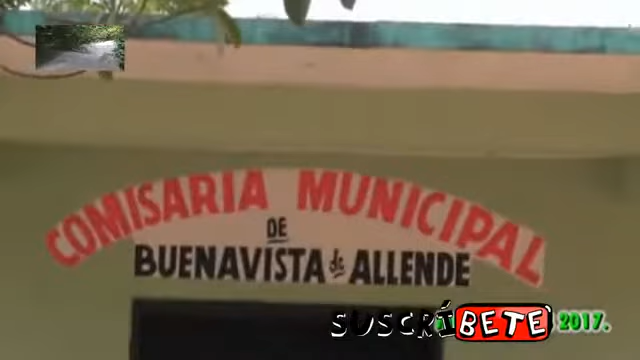 COMISARIA MUNICIPAL
DE
BUENAVISTA de ALLENDE
SUSCRÍBETE 2017.